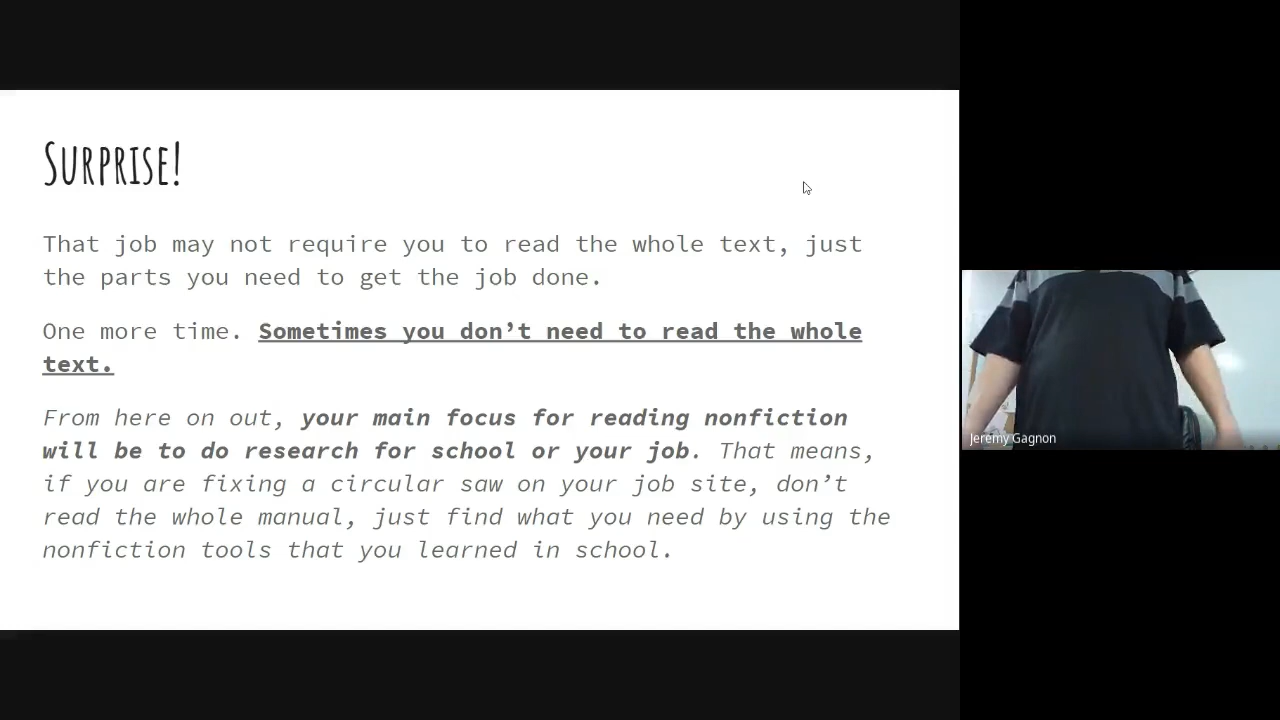 Surprise!
That job may not require you to read the whole text, just
the parts you need to get the job done.
One more time. Sometimes you don’t need to read the whole
text.
From here on out, your main focus for reading nonfiction
will be to do research for school or your job. That means,
if you are fixing a circular saw on your job site, don’t
read the whole manual, just find what you need by using the
nonfiction tools that you learned in school.
Jeremy Gagnon